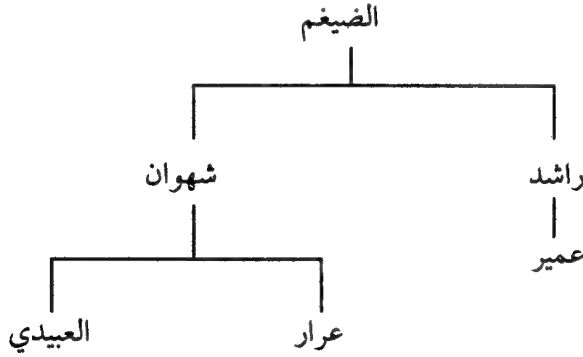 الضيغم
راشد
شهوان
عمير
عرار
العبيدي